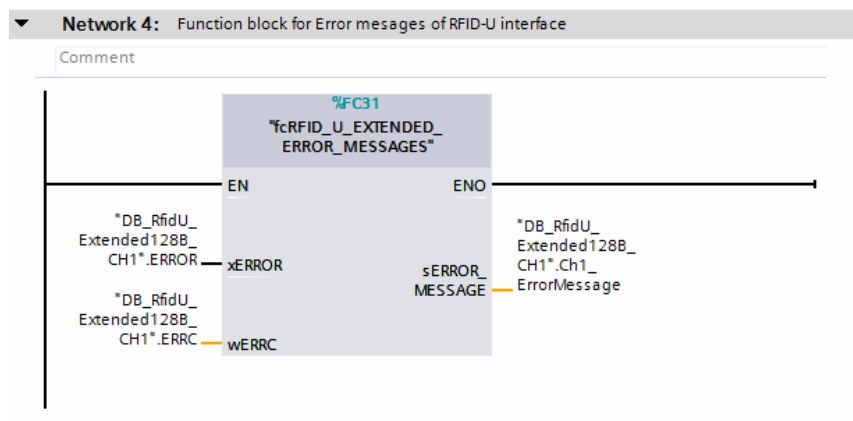 Network 4: Function block for Error mesages of RFID-U interface
Comment
%FC31
"fcRFID_U_EXTENDED_
ERROR_MESSAGES"
EN
ENO
"DB_RfidU_
Extended128B_
CH1".ERROR
xERROR
sERROR_
MESSAGE
"DB_RfidU_
Extended128B_
CH1".Ch1_
ErrorMessage
"DB_RfidU_
Extended128B_
CH1".ERRC
wERRC